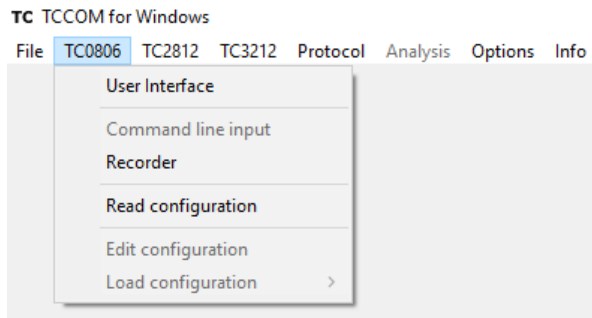 TC TCCOM for Windows
File TC0806 TC2812 TC3212 Protocol Analysis Options Info
User Interface
Command line input
Recorder
Read configuration
Edit configuration
Load configuration